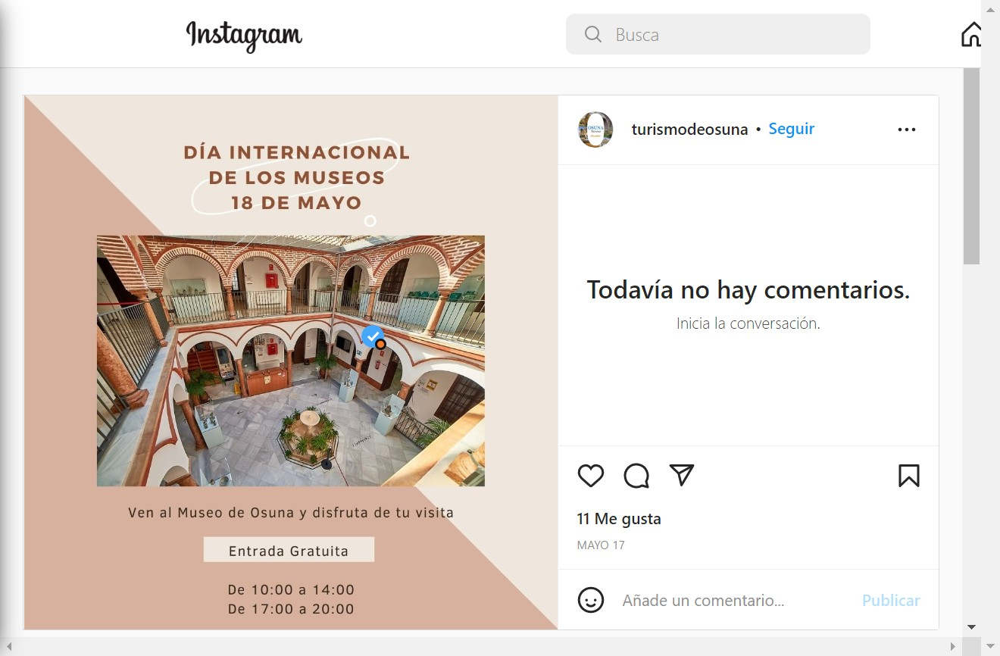 Instagram
Busca
DÍA INTERNACIONAL
DE LOS MUSEOS
18 DE MAYO
Ven al Museo de Osuna y disfruta de tu visita
Entrada Gratuita
De 10:00 a 14:00
De 17:00 a 20:00
OSUNA
turismodeosuna • Seguir
Todavía no hay comentarios.
Inicia la conversación.
11 Me gusta
MAYO 17
Añade un comentario...
Publicar